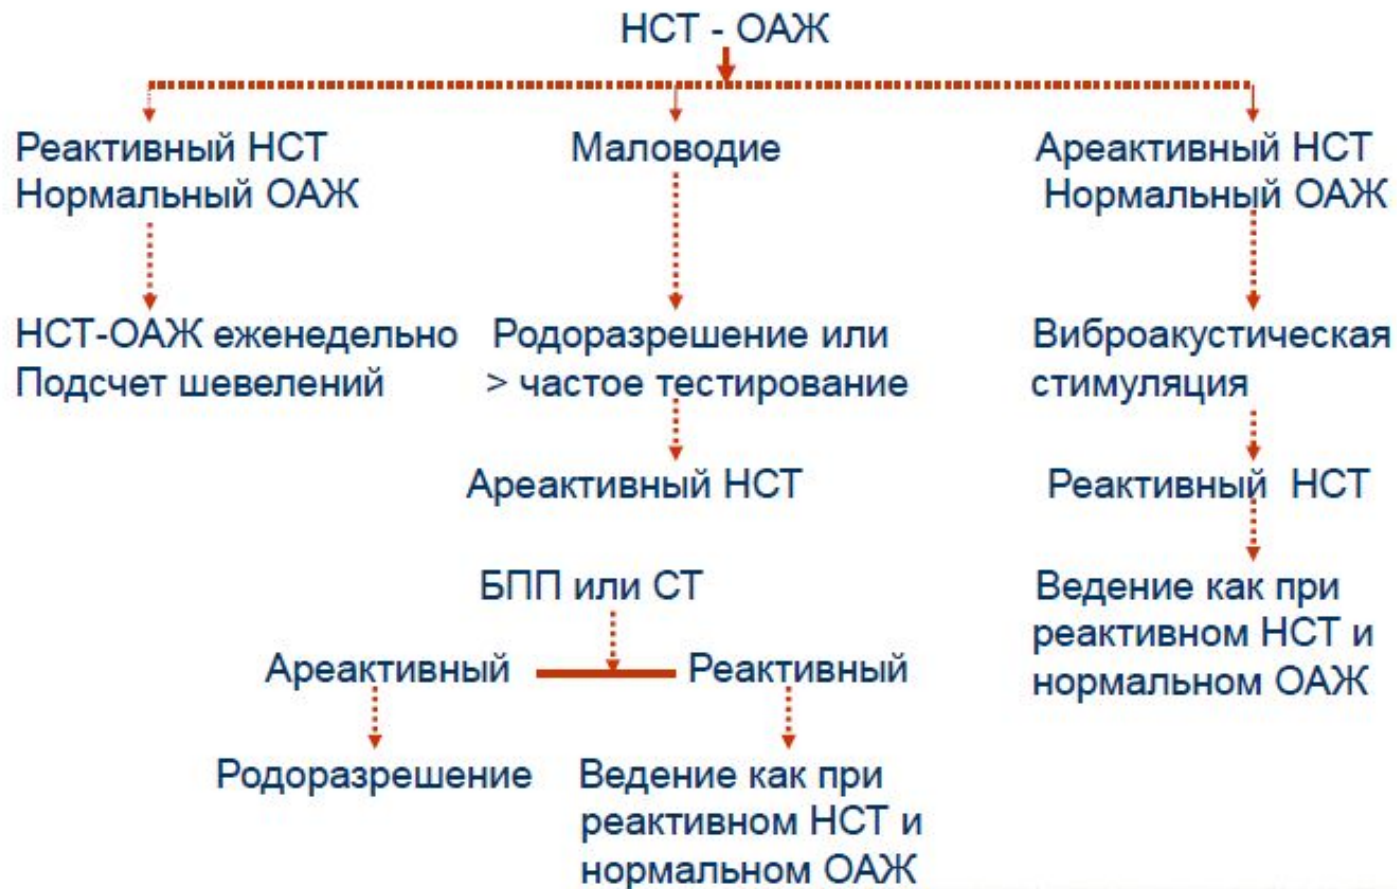 НСТ - ОАЖ
Реактивный НСТ
Нормальный ОАЖ
Маловодие
Ареактивный НСТ
Нормальный ОАЖ
НСТ-ОАЖ еженедельно
Подсчет шевелений
Родоразрешение или
> частое тестирование
Виброакустическая
стимуляция
Ареактивный НСТ
Реактивный НСТ
БПП или СТ
Ведение как при
реактивном НСТ и
нормальном ОАЖ
Ареактивный
Реактивный
Родоразрешение
Ведение как при
реактивном НСТ и
нормальном ОАЖ